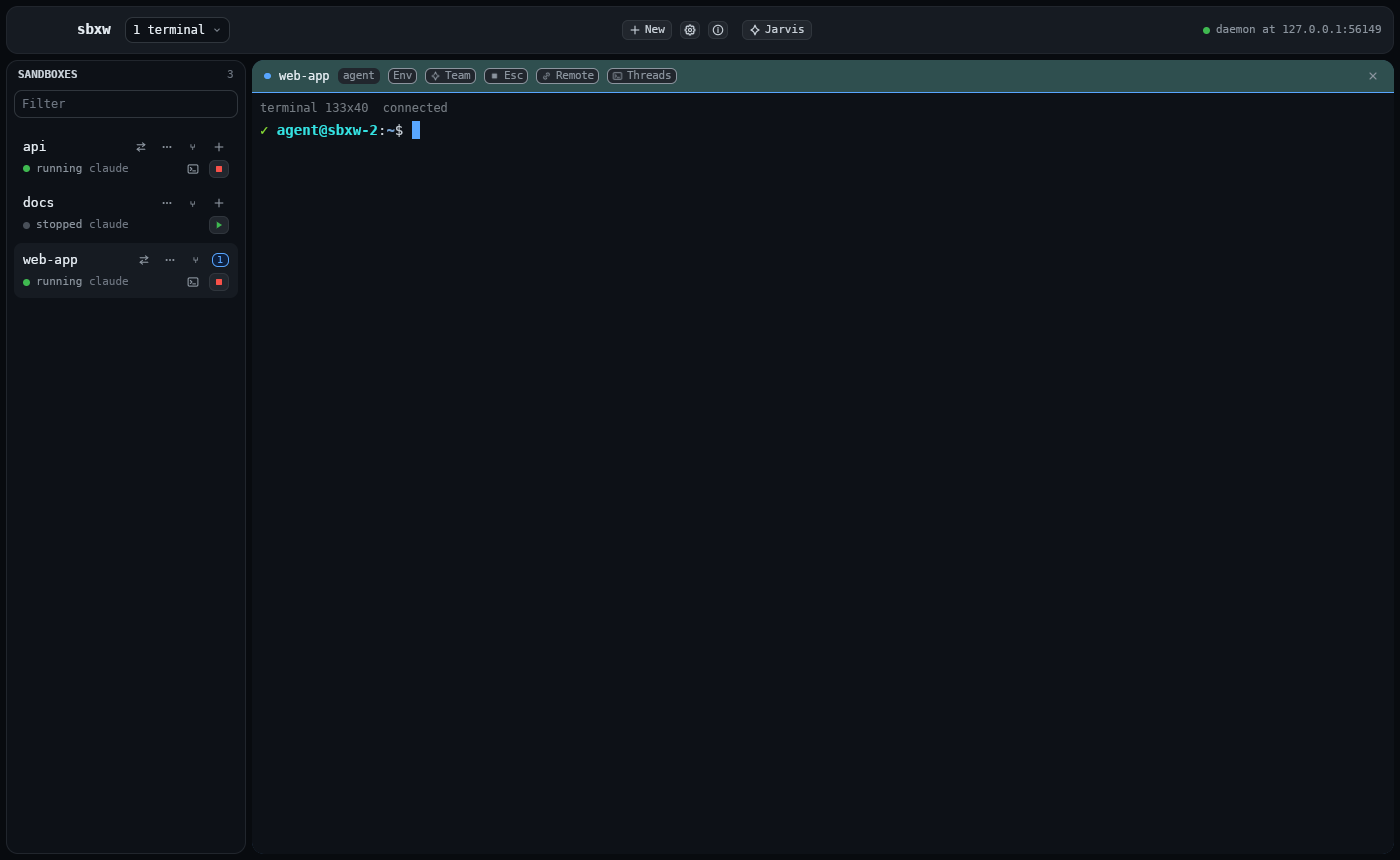 sbxw 1 terminal New Jarvis daemon at 127.0.0.1:56149
SANDBOXES 3
Filter
api
running claude
docs
stopped claude
web-app 1
running claude
web-app agent Env Team Esc Remote Threads
terminal 133x40 connected
✓ agent@sbxw-2:~$